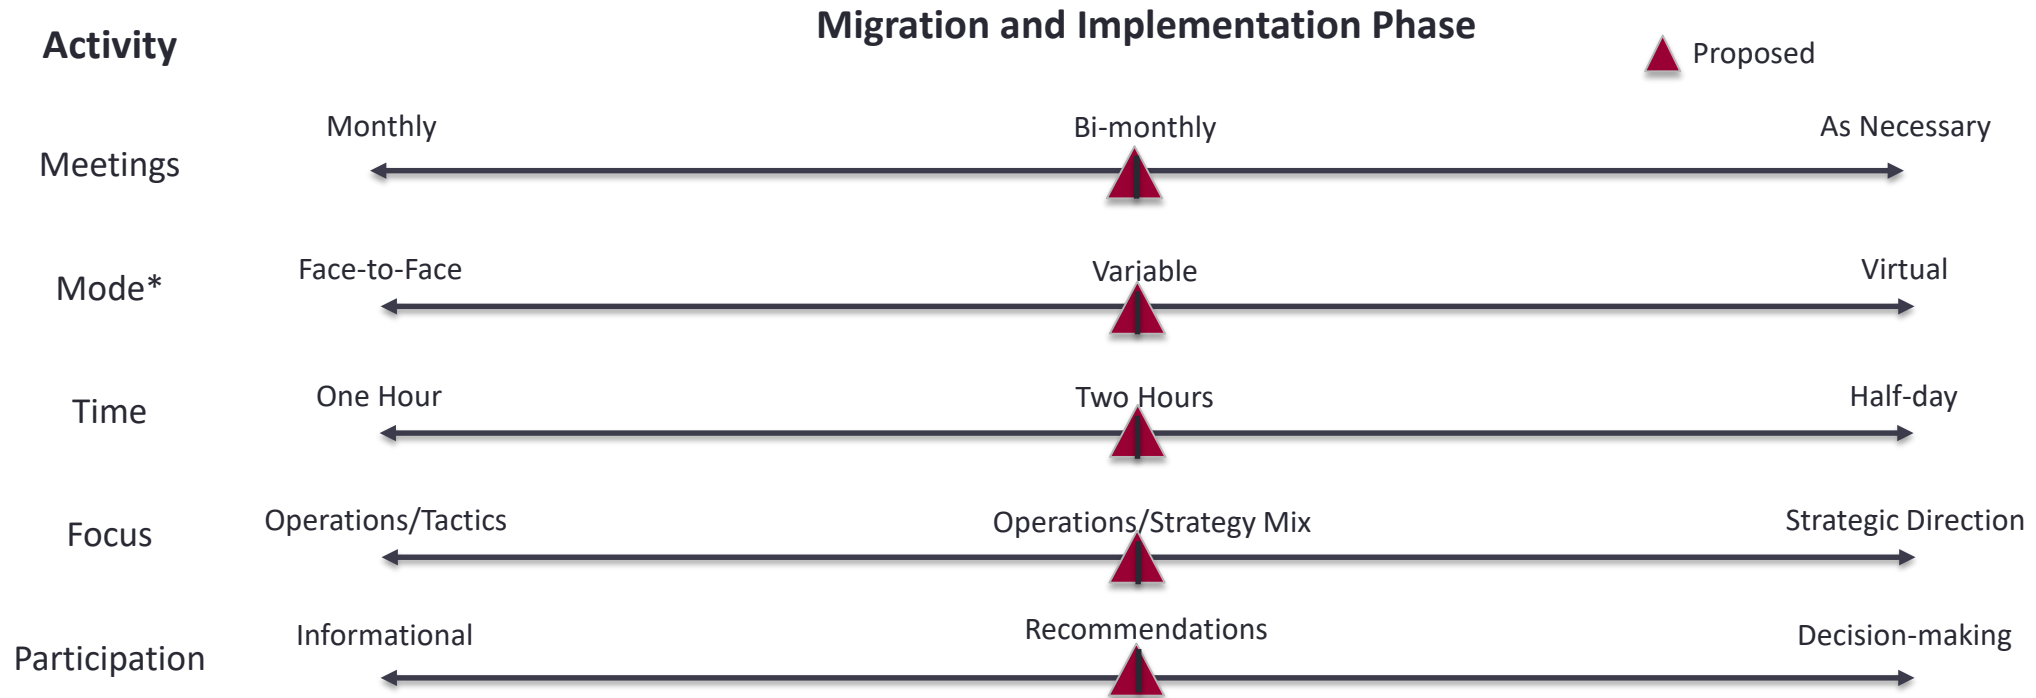 Migration and Implementation Phase
Activity
Proposed
Monthly Bi-monthly As Necessary
Meetings
Face-to-Face Variable Virtual
Mode*
One Hour Two Hours Half-day
Time
Operations/Tactics Operations/Strategy Mix Strategic Direction
Focus
Informational Recommendations Decision-making
Participation